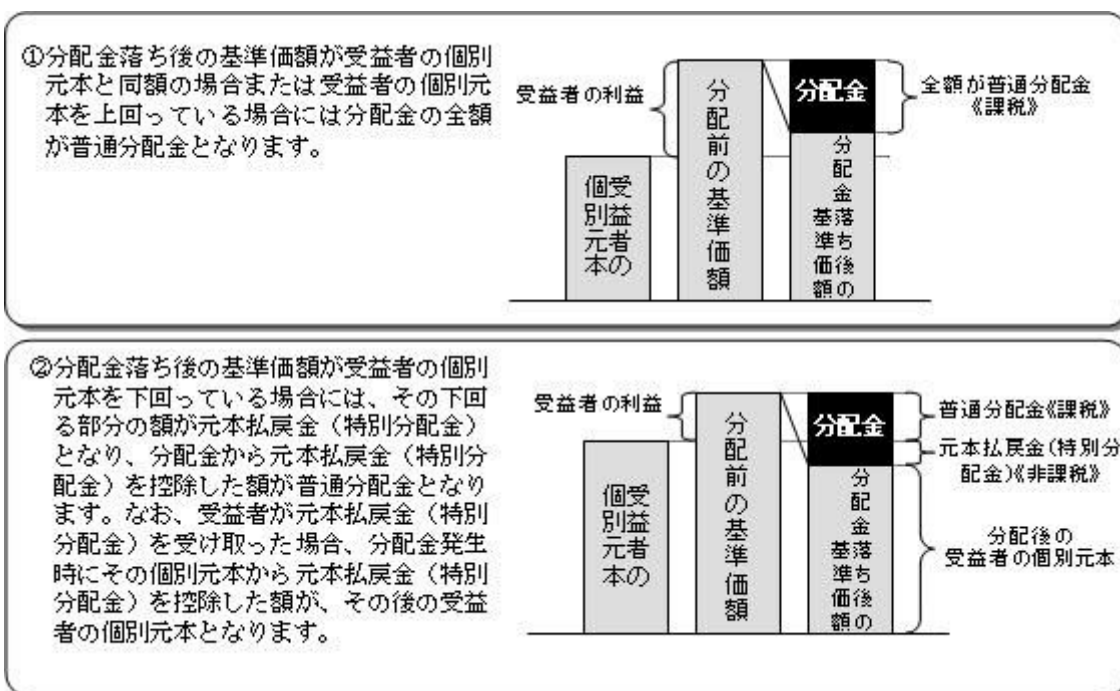 ①分配金落ち後の基準価額が受益者の個別
元本と同額の場合または受益者の個別元
本を上回っている場合には分配金の全額
が普通分配金となります。
受益者の利益
受益者の
個別元本
分配前の基準価額
分配金
分配金落ち後の
基準価額
全額が普通分配金
《課税》
②分配金落ち後の基準価額が受益者の個別
元本を下回っている場合には、その下回
る部分の額が元本払戻金（特別分配金）
となり、分配金から元本払戻金（特別分
配金）を控除した額が普通分配金となり
ます。なお、受益者が元本払戻金（特別
分配金）を受け取った場合、分配金発生
時にその個別元本から元本払戻金（特別
分配金）を控除した額が、その後の受益
者の個別元本となります。
受益者の利益
受益者の
個別元本
分配前の基準価額
分配金
分配金落ち後の
基準価額
普通分配金《課税》
元本払戻金(特別分
配金)《非課税》
分配後の
受益者の個別元本